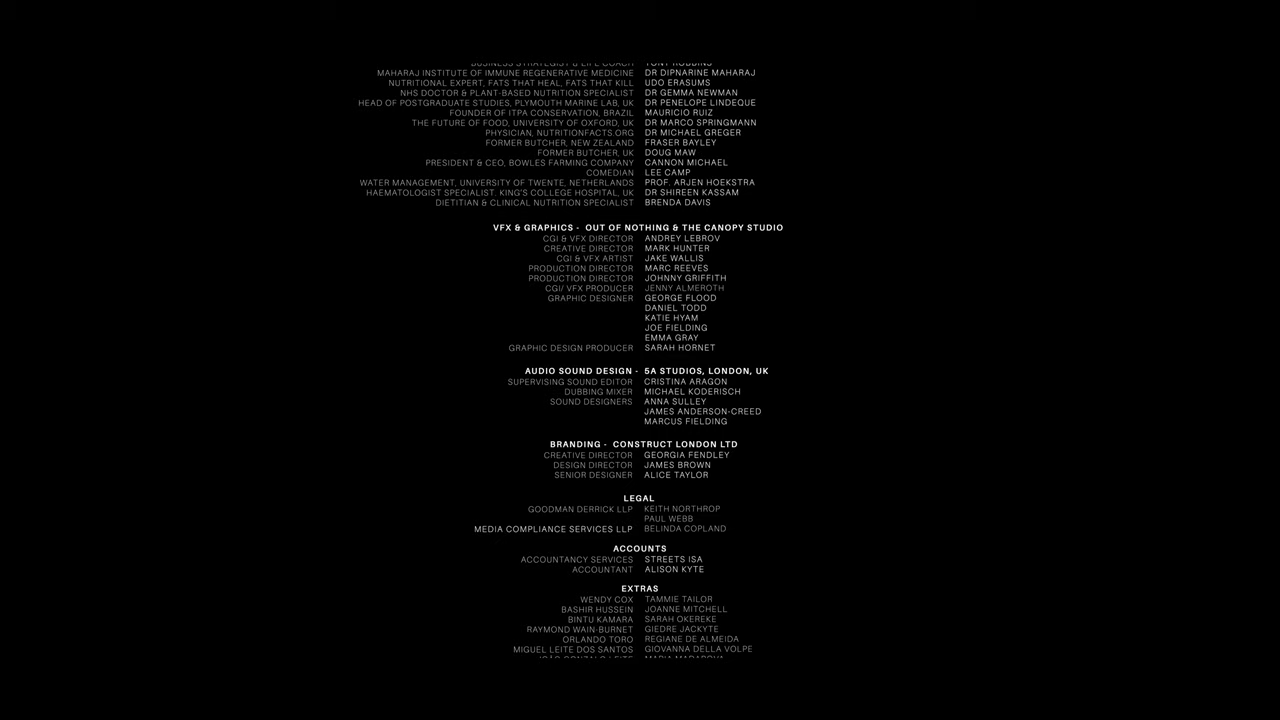 BUSINESS STRATEGIST & LIFE COACH TONY ROBBINS
MAHARAJ INSTITUTE OF IMMUNE REGENERATIVE MEDICINE DR DIPNARINE MAHARAJ
NUTRITIONAL EXPERT, FATS THAT HEAL, FATS THAT KILL UDO ERASUMS
NHS DOCTOR & PLANT-BASED NUTRITION SPECIALIST DR GEMMA NEWMAN
HEAD OF POSTGRADUATE STUDIES, PLYMOUTH MARINE LAB, UK DR PENELOPE LINDEQUE
FOUNDER OF ITPA CONSERVATION, BRAZIL MAURICIO RUIZ
THE FUTURE OF FOOD, UNIVERSITY OF OXFORD, UK DR MARCO SPRINGMANN
PHYSICIAN, NUTRITIONFACTS.ORG DR MICHAEL GREGER
FORMER BUTCHER, NEW ZEALAND FRASER BAYLEY
FORMER BUTCHER, UK DOUG MAW
PRESIDENT & CEO, BOWLES FARMING COMPANY CANNON MICHAEL
COMEDIAN LEE CAMP
WATER MANAGEMENT, UNIVERSITY OF TWENTE, NETHERLANDS PROF. ARJEN HOEKSTRA
HAEMATOLOGIST SPECIALIST. KING'S COLLEGE HOSPITAL, UK DR SHIREEN KASSAM
DIETITIAN & CLINICAL NUTRITION SPECIALIST BRENDA DAVIS
VFX & GRAPHICS - OUT OF NOTHING & THE CANOPY STUDIO
CGI & VFX DIRECTOR ANDREY LEBROV
CREATIVE DIRECTOR MARK HUNTER
CGI & VFX ARTIST JAKE WALLIS
PRODUCTION DIRECTOR MARC REEVES
PRODUCTION DIRECTOR JOHNNY GRIFFITH
CGI/ VFX PRODUCER JENNY ALMEROTH
GRAPHIC DESIGNER GEORGE FLOOD
DANIEL TODD
KATIE HYAM
JOE FIELDING
EMMA GRAY
GRAPHIC DESIGN PRODUCER SARAH HORNET
AUDIO SOUND DESIGN - 5A STUDIOS, LONDON, UK
SUPERVISING SOUND EDITOR CRISTINA ARAGON
DUBBING MIXER MICHAEL KODERISCH
SOUND DESIGNERS ANNA SULLEY
JAMES ANDERSON-CREED
MARCUS FIELDING
BRANDING - CONSTRUCT LONDON LTD
CREATIVE DIRECTOR GEORGIA FENDLEY
DESIGN DIRECTOR JAMES BROWN
SENIOR DESIGNER ALICE TAYLOR
LEGAL
GOODMAN DERRICK LLP KEITH NORTHROP
PAUL WEBB
MEDIA COMPLIANCE SERVICES LLP BELINDA COPLAND
ACCOUNTS
ACCOUNTANCY SERVICES STREETS ISA
ACCOUNTANT ALISON KYTE
EXTRAS
WENDY COX TAMMIE TAILOR
BASHIR HUSSEIN JOANNE MITCHELL
BINTU KAMARA SARAH OKEREKE
RAYMOND WAIN-BURNET GIEDRE JACKYTE
ORLANDO TORO REGIANE DE ALMEIDA
MIGUEL LEITE DOS SANTOS GIOVANNA DELLA VOLPE